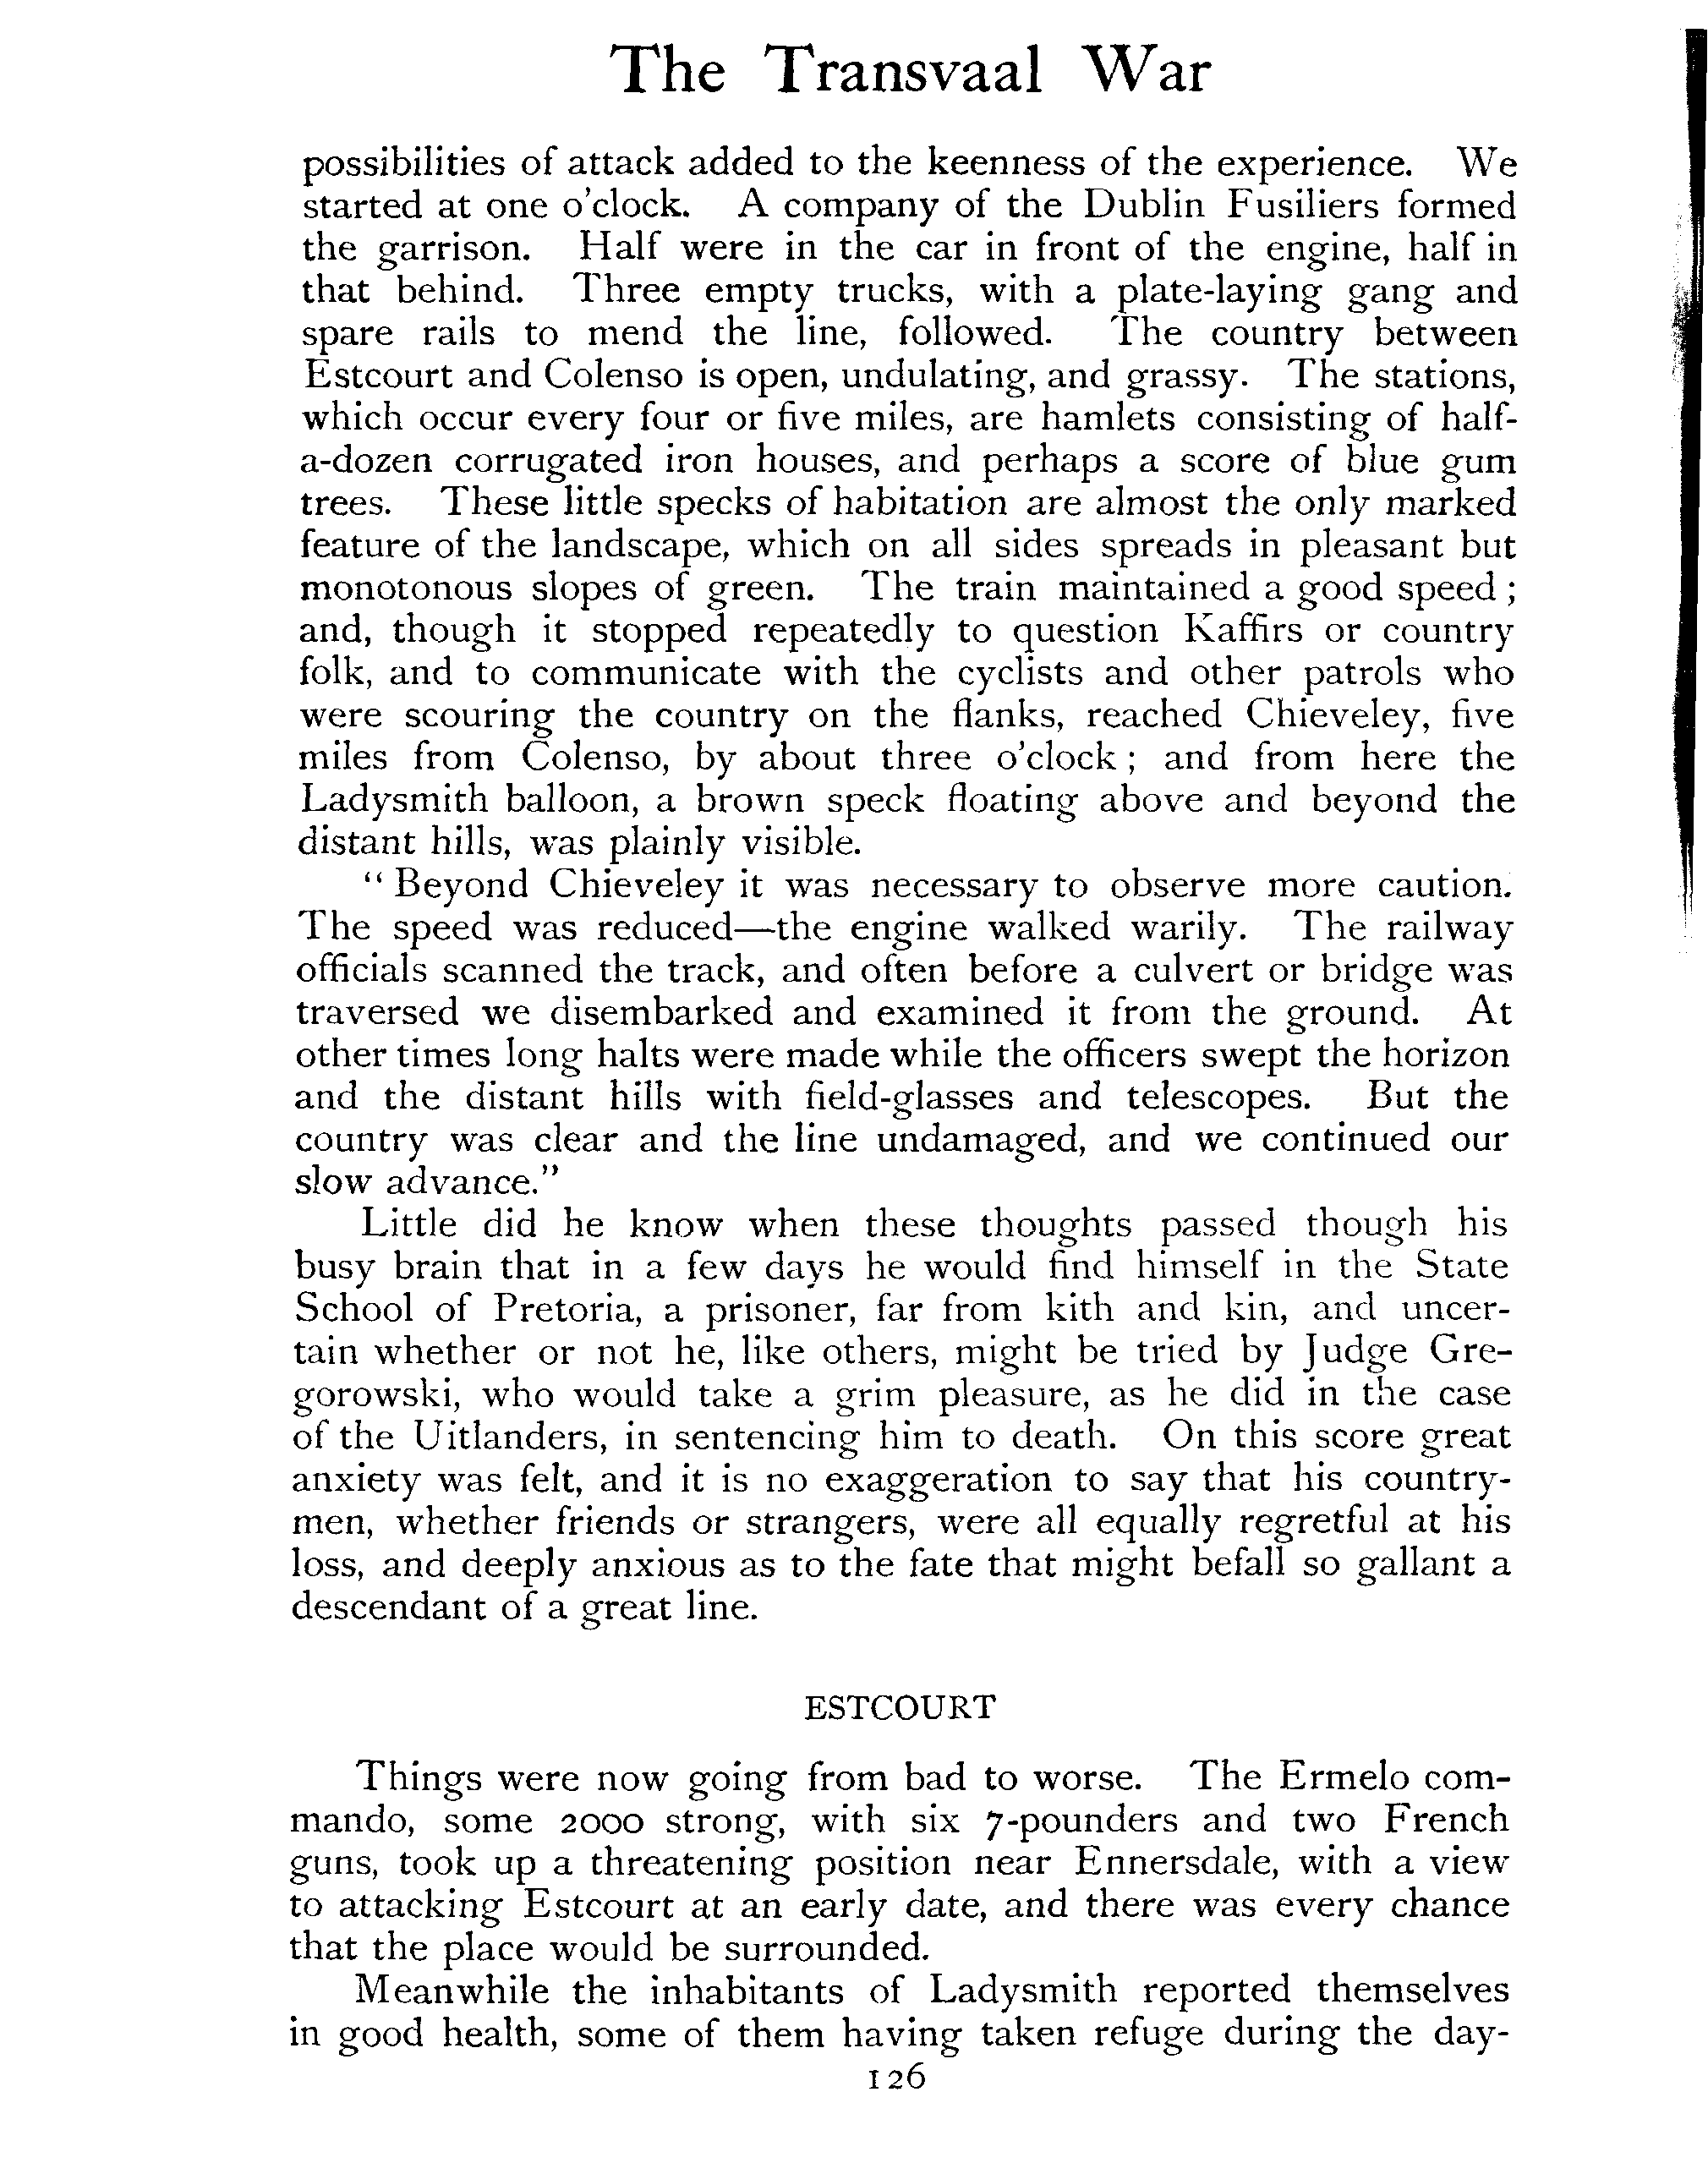 The Transvaal War
possibilities of attack added to the keenness of the experience. We
started at one o'clock. A company of the Dublin Fusiliers formed
the garrison. Half were in the car in front of the engine, half in
that behind. Three empty trucks, with a plate-laying gang and
spare rails to mend the line, followed. The country between
Estcourt and Colenso is open, undulating, and grassy. The stations,
which occur every four or five miles, are hamlets consisting of half-
a-dozen corrugated iron houses, and perhaps a score of blue gum
trees. These little specks of habitation are almost the only marked
feature of the landscape, which on all sides spreads in pleasant but
monotonous slopes of green. The train maintained a good speed ;
and, though it stopped repeatedly to question Kaffirs or country
folk, and to communicate with the cyclists and other patrols who
were scouring the country on the flanks, reached Chieveley, five
miles from Colenso, by about three o'clock ; and from here the
Ladysmith balloon, a brown speck floating above and beyond the
distant hills, was plainly visible.
" Beyond Chieveley it was necessary to observe more caution.
The speed was reduced—the engine walked warily. The railway
officials scanned the track, and often before a culvert or bridge was
traversed we disembarked and examined it from the ground. At
other times long halts were made while the officers swept the horizon
and the distant hills with field-glasses and telescopes. But the
country was clear and the line undamaged, and we continued our
slow advance."
Little did he know when these thoughts passed though his
busy brain that in a few days he would find himself in the State
School of Pretoria, a prisoner, far from kith and kin, and uncer-
tain whether or not he, like others, might be tried by Judge Gre-
gorowski, who would take a grim pleasure, as he did in the case
of the Uitlanders, in sentencing him to death. On this score great
anxiety was felt, and it is no exaggeration to say that his country-
men, whether friends or strangers, were all equally regretful at his
loss, and deeply anxious as to the fate that might befall so gallant a
descendant of a great line.
ESTCOURT
Things were now going from bad to worse. The Ermelo com-
mando, some 2000 strong, with six 7-pounders and two French
guns, took up a threatening position near Ennersdale, with a view
to attacking Estcourt at an early date, and there was every chance
that the place would be surrounded.
Meanwhile the inhabitants of Ladysmith reported themselves
in good health, some of them having taken refuge during the day-
126